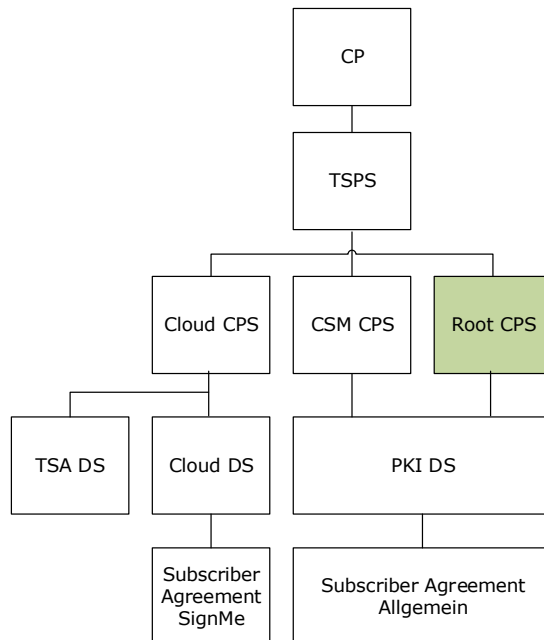 CP
TSPS
Cloud CPS
CSM CPS
Root CPS
TSA DS
Cloud DS
PKI DS
Subscriber
Agreement
SignMe
Subscriber Agreement
Allgemein